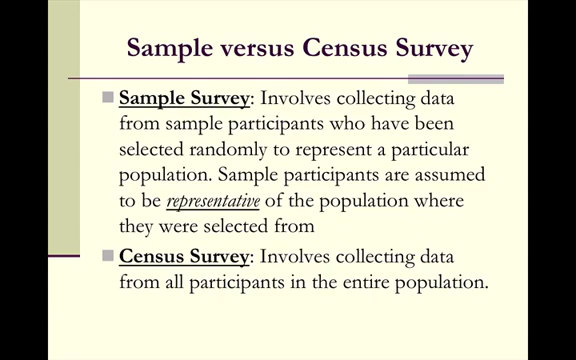 Sample versus Census Survey
Sample Survey: Involves collecting data
from sample participants who have been
selected randomly to represent a particular
population. Sample participants are assumed
to be representative of the population where
they were selected from
Census Survey: Involves collecting data
from all participants in the entire population.